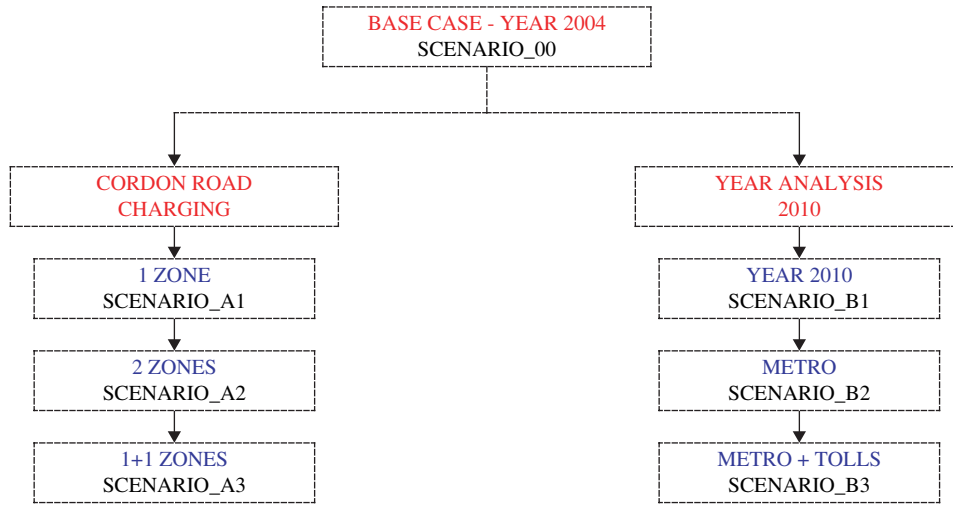 BASE CASE - YEAR 2004
SCENARIO_00
CORDON ROAD
CHARGING
1 ZONE
SCENARIO_A1
2 ZONES
SCENARIO_A2
1+1 ZONES
SCENARIO_A3
YEAR ANALYSIS
2010
YEAR 2010
SCENARIO_B1
METRO
SCENARIO_B2
METRO + TOLLS
SCENARIO_B3